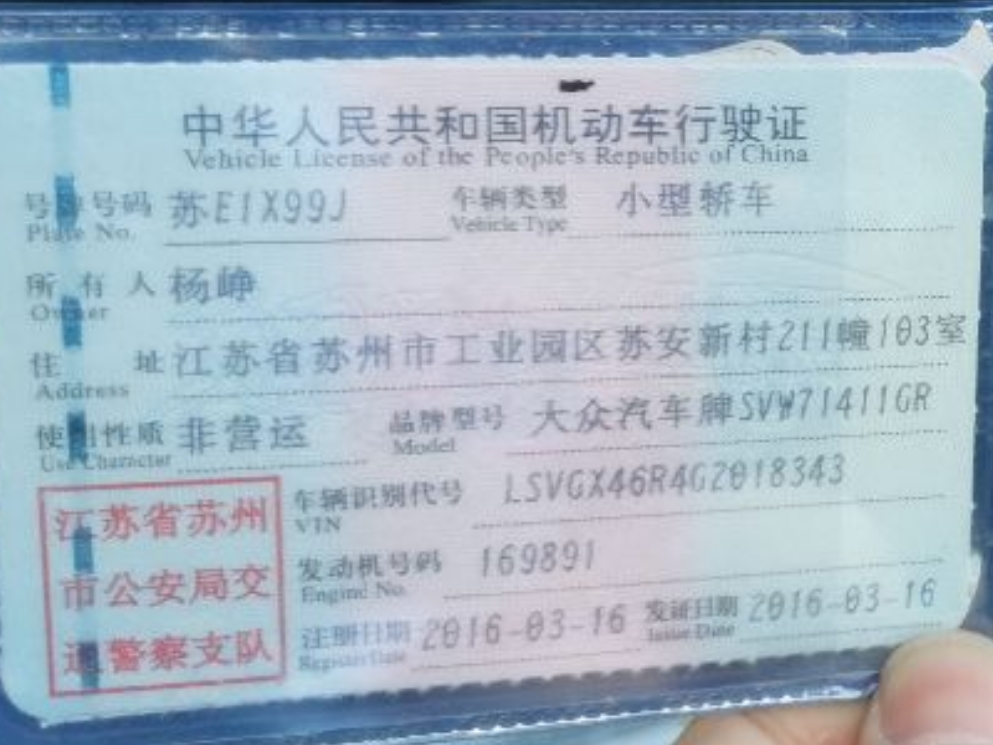 中华人民共和国机动车行驶证
Vehicle License of the People's Republic of China
号牌号码 苏E1X99J 车辆类型 小型轿车
Plate No. Vehicle Type
所有人 杨峥
Owner
住址 江苏省苏州市工业园区苏安新村211幢103室
Address
使用性质 非营运 品牌型号 大众汽车牌SVW71411GR
Use Character Model
江苏省苏州 车辆识别代号 LSVGX46R4G2018343
VIN
市公安局交 发动机号码 169891
Engine No.
通警察支队 注册日期 2016-03-16 发证日期 2016-03-16
Register Date Issue Date